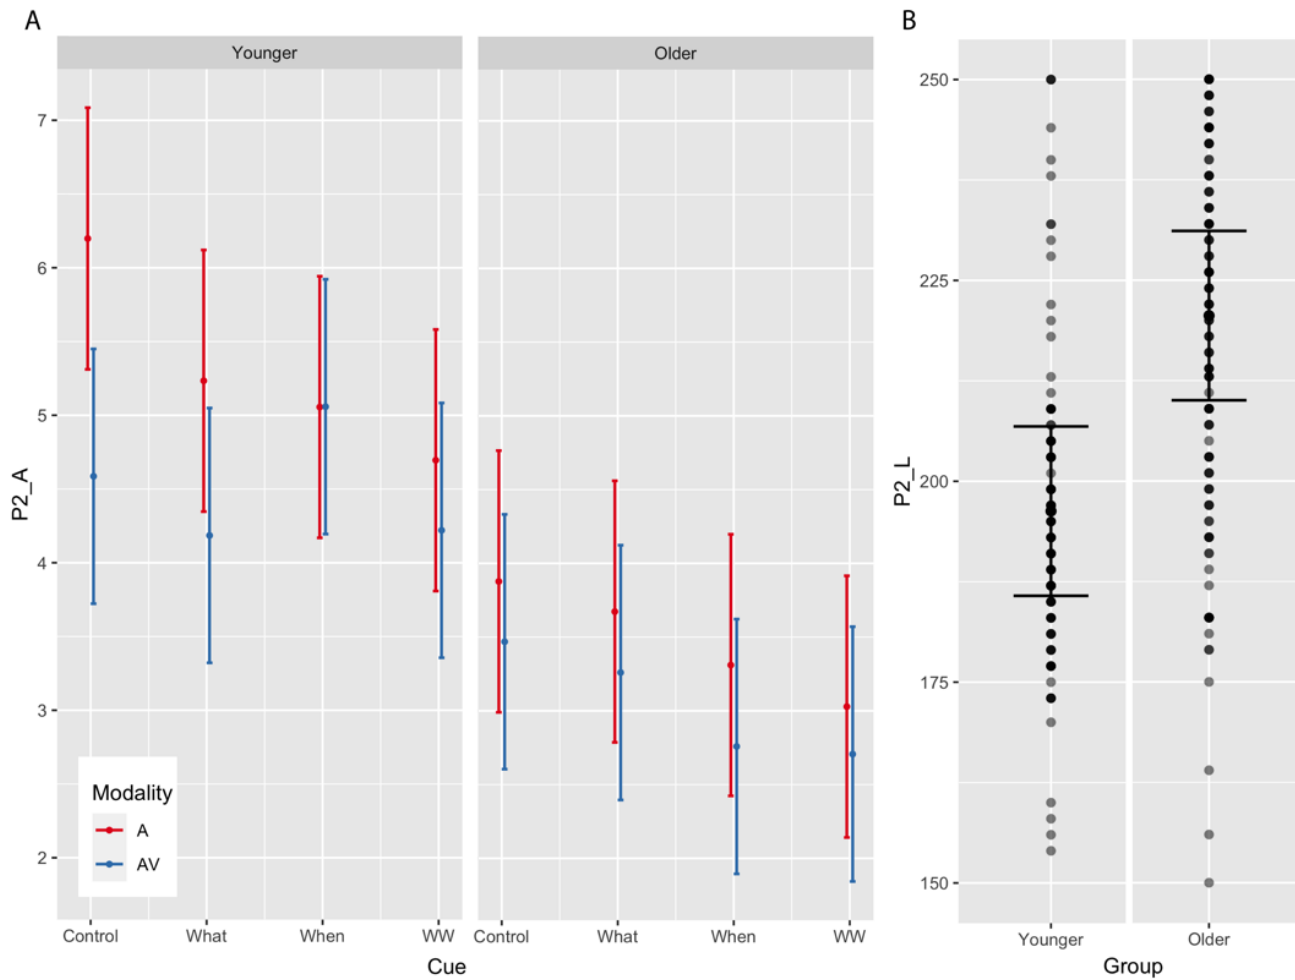 A
Younger
Older
7
6
5
4
3
2
P2_A
Modality
A
AV
Control
What
When
WW
Control
What
When
WW
Cue
B
250
225
200
175
150
P2_L
Younger
Older
Group